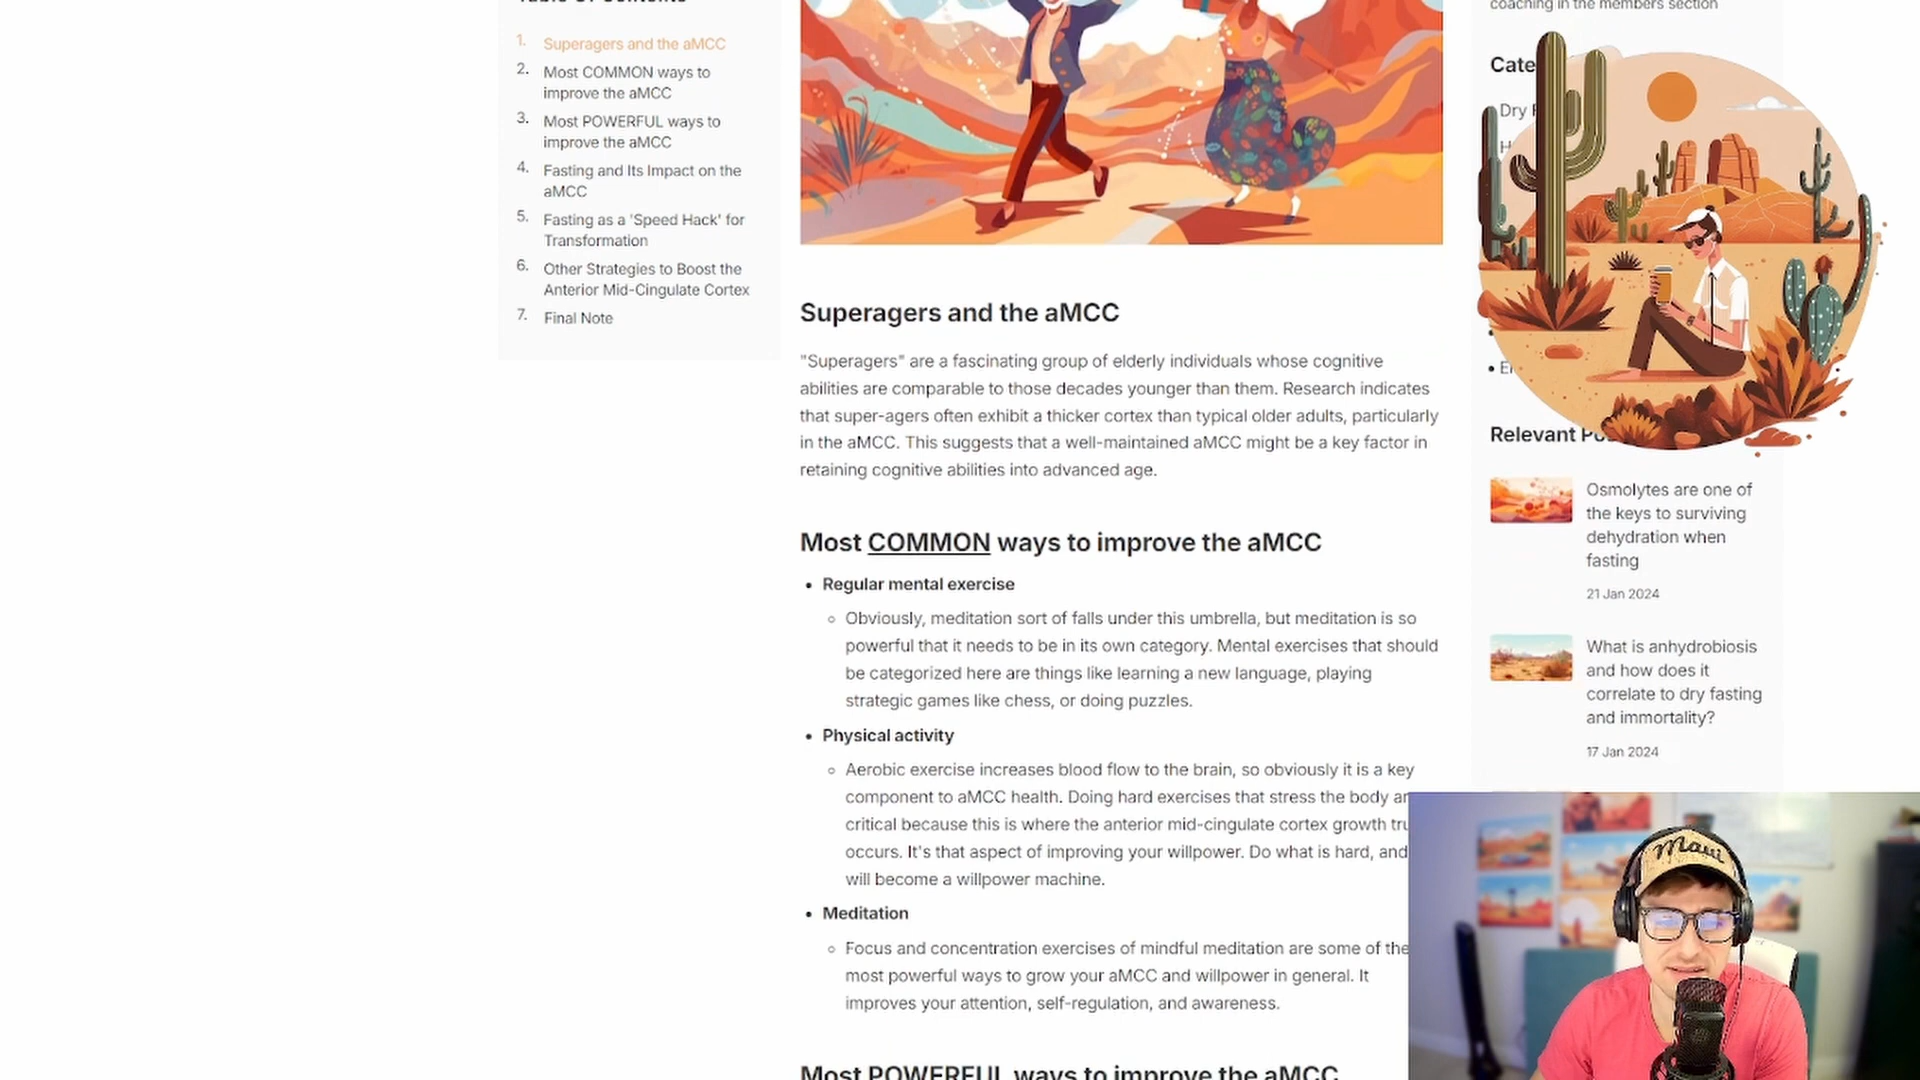 1. Superagers and the aMCC
2. Most COMMON ways to
improve the aMCC
3. Most POWERFUL ways to
improve the aMCC
4. Fasting and Its Impact on the
aMCC
5. Fasting as a 'Speed Hack' for
Transformation
6. Other Strategies to Boost the
Anterior Mid-Cingulate Cortex
7. Final Note
Superagers and the aMCC
"Superagers" are a fascinating group of elderly individuals whose cognitive
abilities are comparable to those decades younger than them. Research indicates
that super-agers often exhibit a thicker cortex than typical older adults, particularly
in the aMCC. This suggests that a well-maintained aMCC might be a key factor in
retaining cognitive abilities into advanced age.
Most COMMON ways to improve the aMCC
• Regular mental exercise
Obviously, meditation sort of falls under this umbrella, but meditation is so
powerful that it needs to be in its own category. Mental exercises that should
be categorized here are things like learning a new language, playing
strategic games like chess, or doing puzzles.
• Physical activity
Aerobic exercise increases blood flow to the brain, so obviously it is a key
component to aMCC health. Doing hard exercises that stress the body
critical because this is where the anterior mid-cingulate cortex growth
occurs. It's that aspect of improving your willpower. Do what is hard, and
will become a willpower machine.
• Meditation
Focus and concentration exercises of mindful meditation are some of the
most powerful ways to grow your aMCC and willpower in general. It
improves your attention, self-regulation, and awareness.
Most POWERFUL ways to improve the aMCC
coaching in the members section
Dry
Relevant
Osmolytes are one of
the keys to surviving
dehydration when
fasting
21 Jan 2024
What is anhydrobiosis
and how does it
correlate to dry fasting
and immortality?
17 Jan 2024
Maui